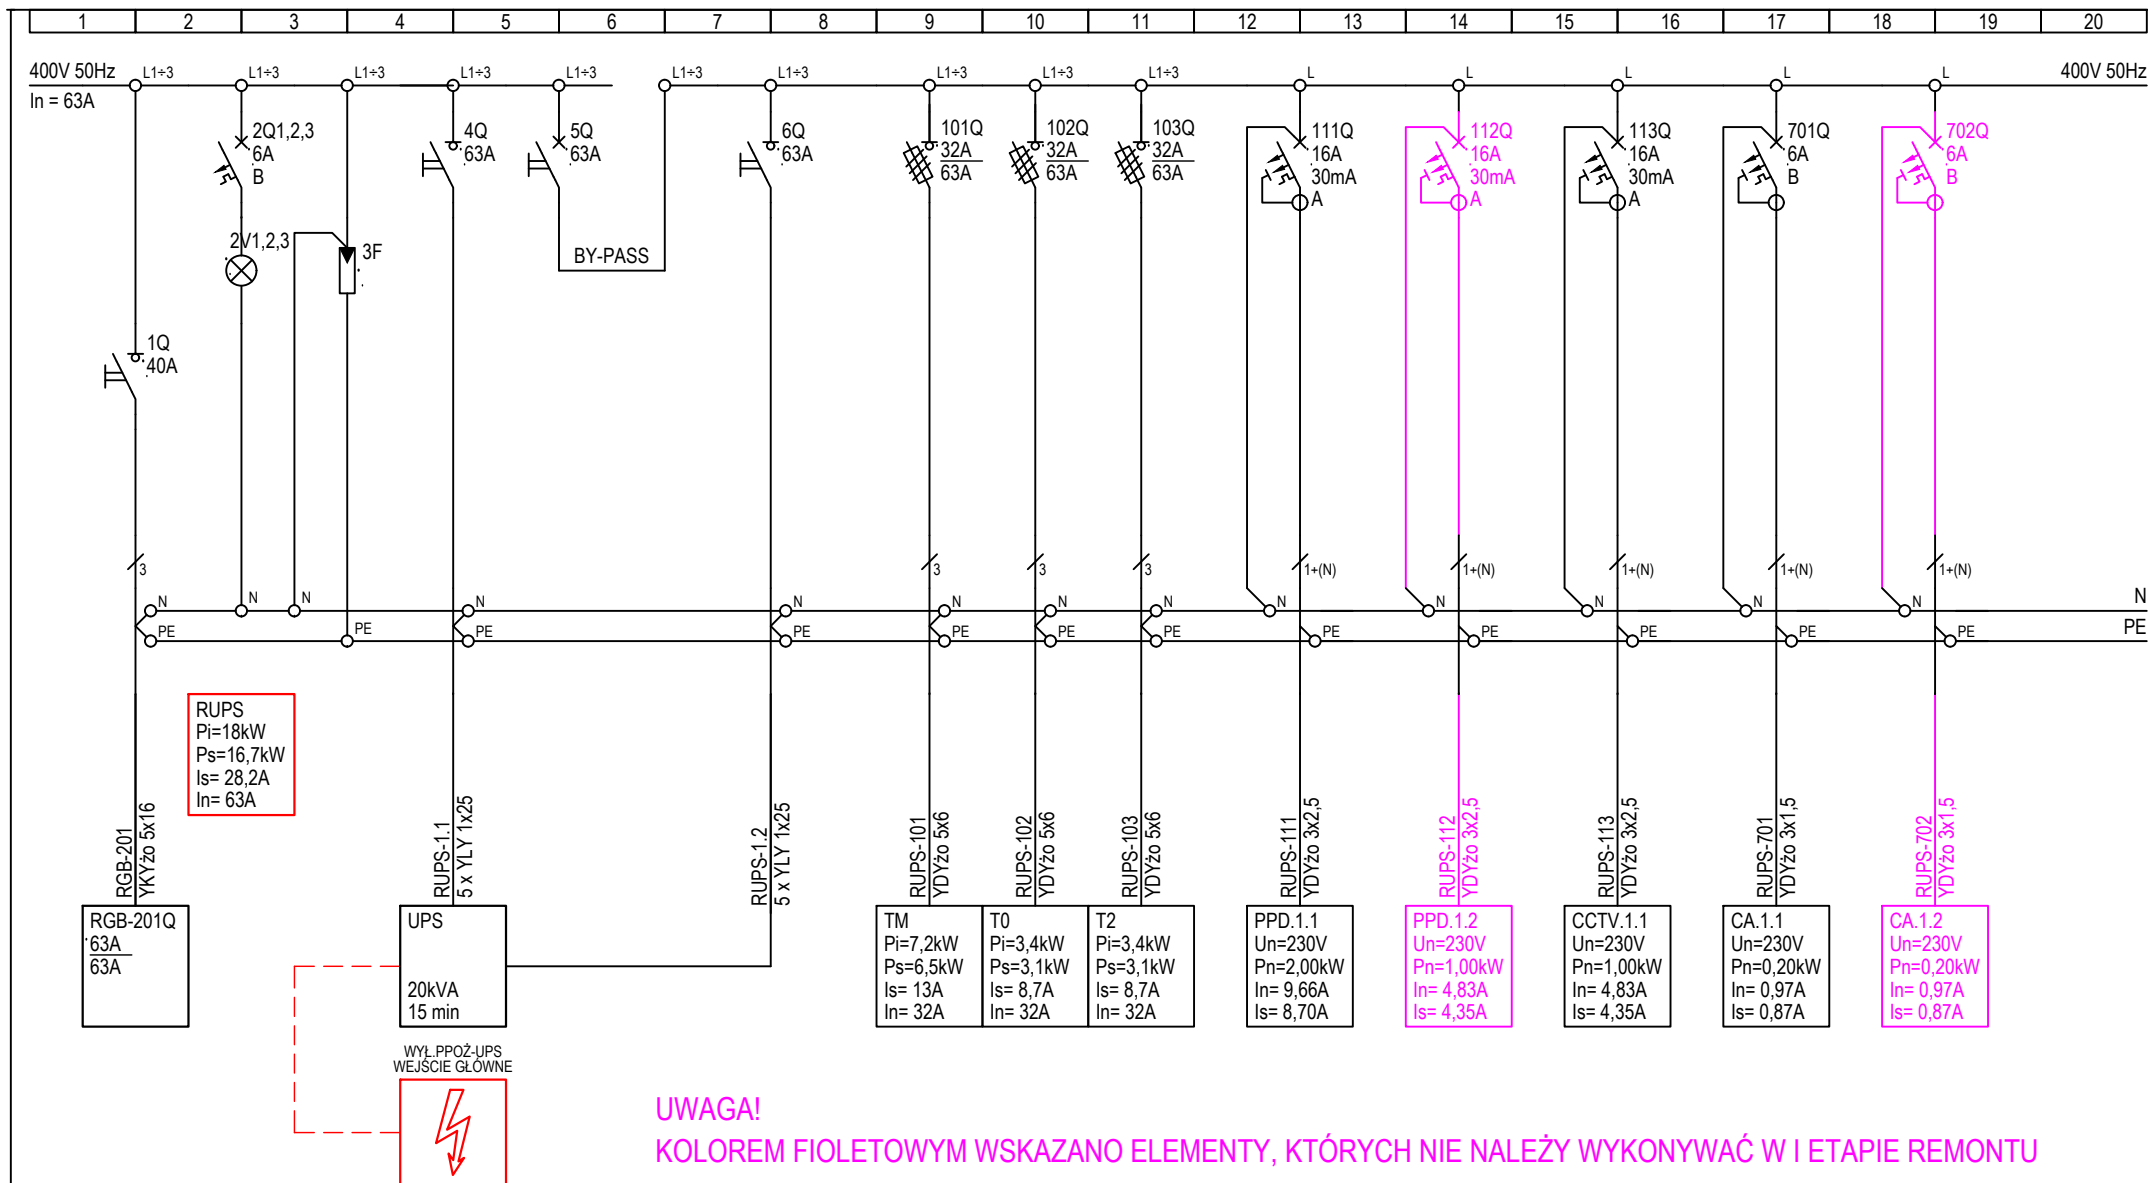 1 2 3 4 5 6 7 8 9 10 11 12 13 14 15 16 17 18 19 20
400V 50Hz
In = 63A
L1÷3 L1÷3 L1÷3 L1÷3 L1÷3 L1÷3 L1÷3 L1÷3 L1÷3 L1÷3 L L L L L
400V 50Hz
1Q
40A
2Q1,2,3
6A
B
2V1,2,3
3F
4Q
63A
5Q
63A
BY-PASS
6Q
63A
101Q
32A
63A
102Q
32A
63A
103Q
32A
63A
111Q
16A
30mA
A
112Q
16A
30mA
A
113Q
16A
30mA
A
701Q
6A
B
702Q
6A
B
3 3 3 3 1+(N) 1+(N) 1+(N) 1+(N) 1+(N)
N N N N N N N N N N N N N N
PE PE PE PE PE PE PE PE PE PE PE PE PE
RUPS
Pi=18kW
Ps=16,7kW
Is= 28,2A
In= 63A
RGB-201
YKYżo 5x16
RUPS-1.1
5 x YLY 1x25
RUPS-1.2
5 x YLY 1x25
RUPS-101
YDYżo 5x6
RUPS-102
YDYżo 5x6
RUPS-103
YDYżo 5x6
RUPS-111
YDYżo 3x2,5
RUPS-112
YDYżo 3x2,5
RUPS-113
YDYżo 3x2,5
RUPS-701
YDYżo 3x1,5
RUPS-702
YDYżo 3x1,5
RGB-201Q
63A
63A
UPS
20kVA
15 min
TM
Pi=7,2kW
Ps=6,5kW
Is= 13A
In= 32A
T0
Pi=3,4kW
Ps=3,1kW
Is= 8,7A
In= 32A
T2
Pi=3,4kW
Ps=3,1kW
Is= 8,7A
In= 32A
PPD.1.1
Un=230V
Pn=2,00kW
In= 9,66A
Is= 8,70A
PPD.1.2
Un=230V
Pn=1,00kW
In= 4,83A
Is= 4,35A
CCTV.1.1
Un=230V
Pn=1,00kW
In= 4,83A
Is= 4,35A
CA.1.1
Un=230V
Pn=0,20kW
In= 0,97A
Is= 0,87A
CA.1.2
Un=230V
Pn=0,20kW
In= 0,97A
Is= 0,87A
WYŁ.PPOŻ-UPS
WEJŚCIE GŁÓWNE
UWAGA!
KOLOREM FIOLETOWYM WSKAZANO ELEMENTY, KTÓRYCH NIE NALEŻY WYKONYWAĆ W I ETAPIE REMONTU